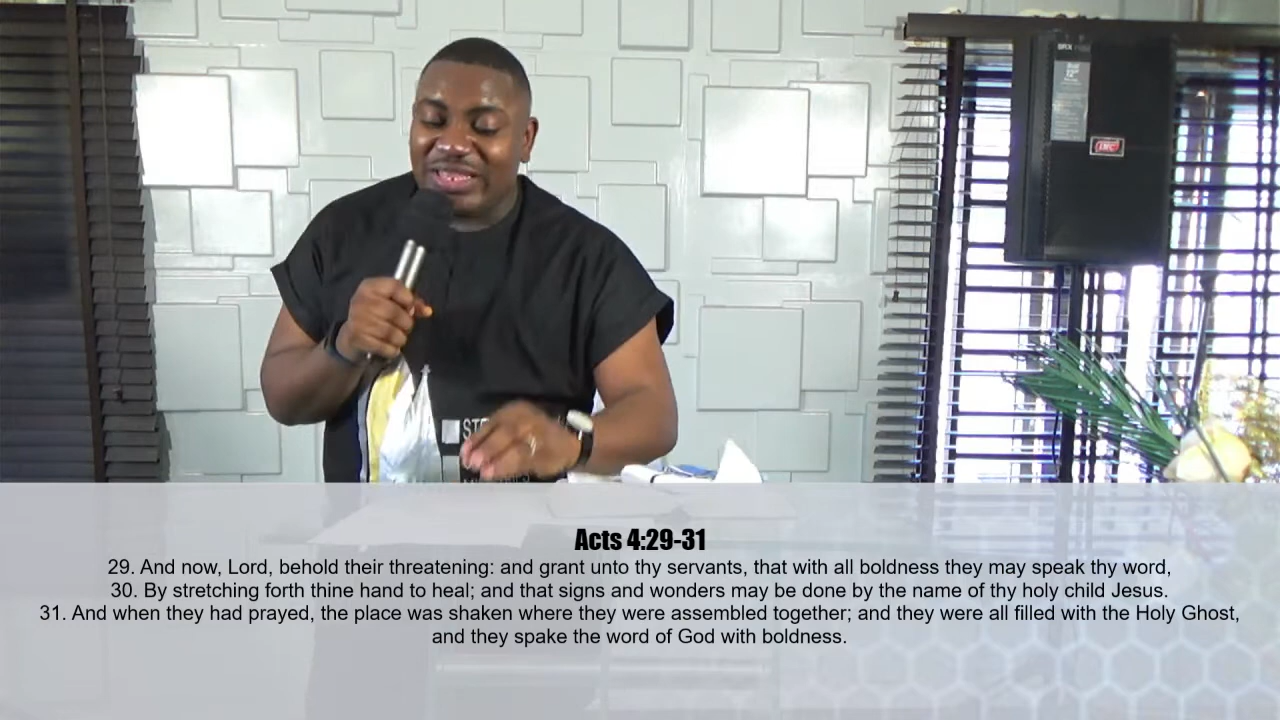 STE
Acts 4:29-31
29. And now, Lord, behold their threatening: and grant unto thy servants, that with all boldness they may speak thy word,
30. By stretching forth thine hand to heal; and that signs and wonders may be done by the name of thy holy child Jesus.
31. And when they had prayed, the place was shaken where they were assembled together; and they were all filled with the Holy Ghost,
and they spake the word of God with boldness.